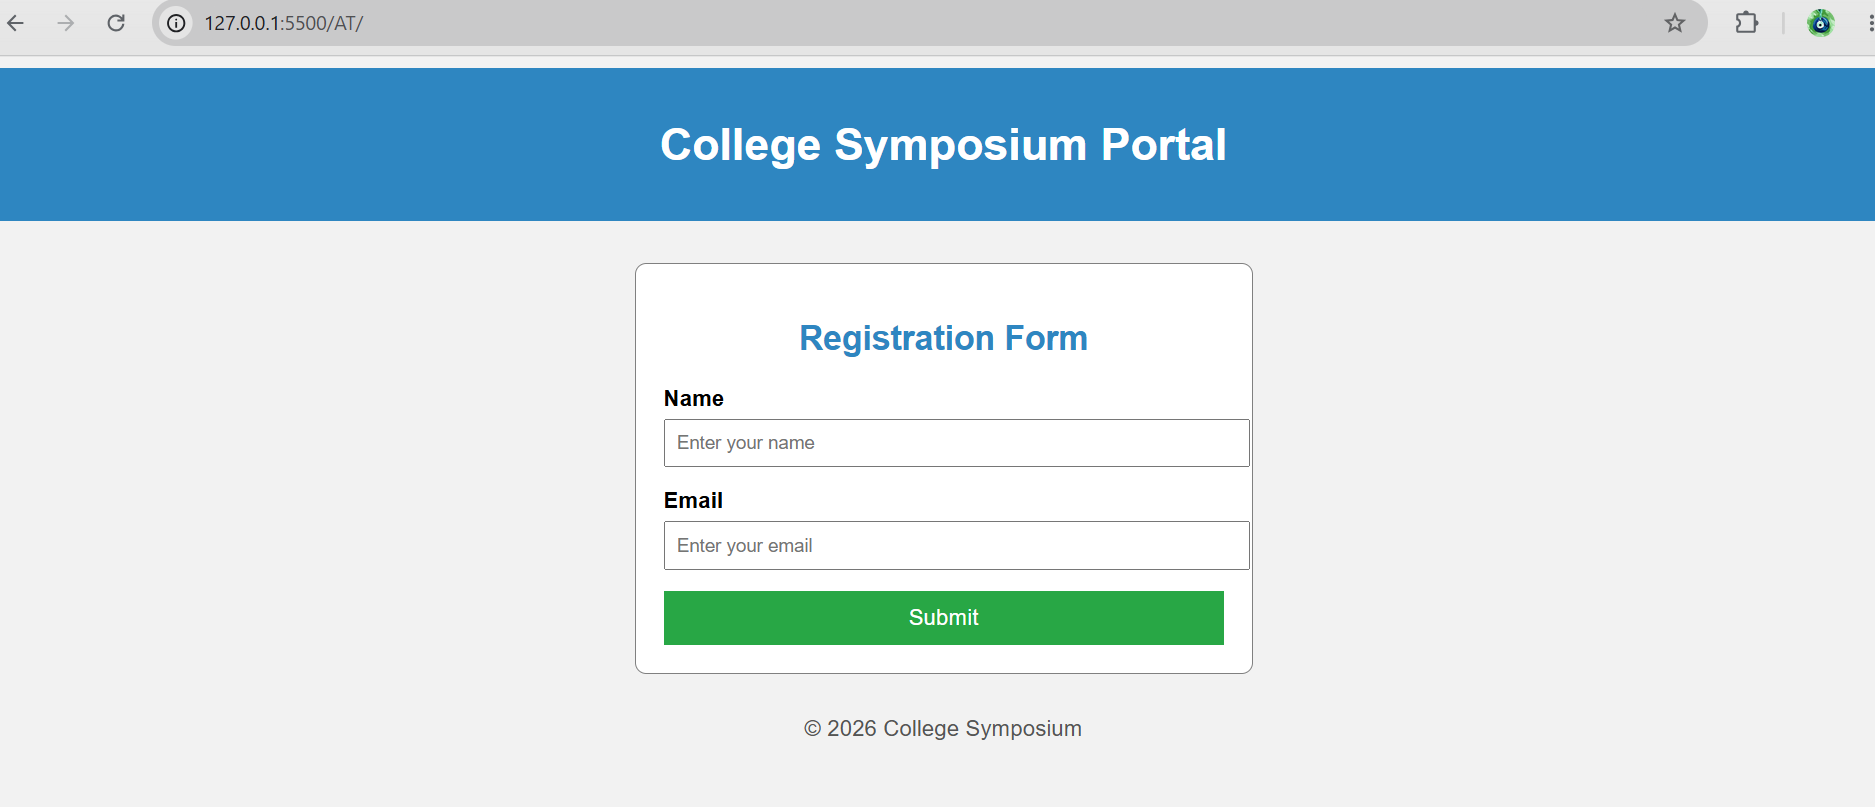 127.0.0.1:5500/AT/
College Symposium Portal
Registration Form
Name
Enter your name
Email
Enter your email
Submit
© 2026 College Symposium